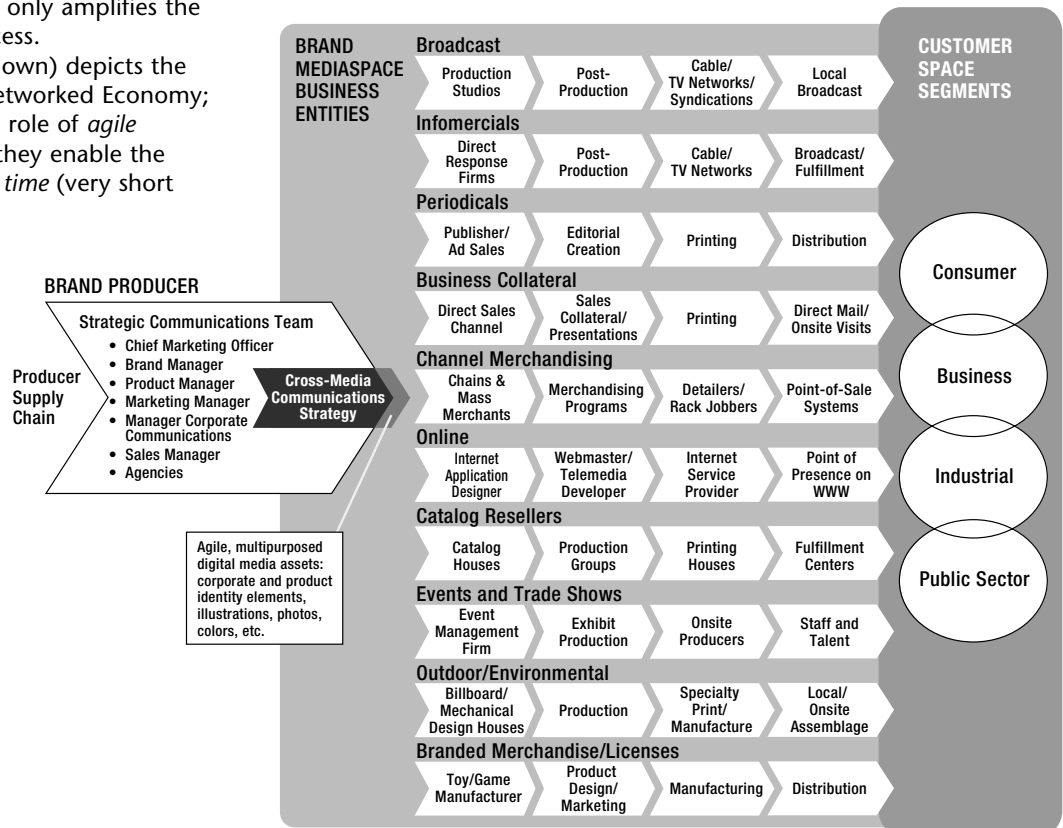 only amplifies the
ess.
own) depicts the
etworked Economy;
role of agile
they enable the
time (very short
BRAND
MEDIASPACE
BUSINESS
ENTITIES
CUSTOMER
SPACE
SEGMENTS
Broadcast
Production
Studios
Post-
Production
Cable/
TV Networks/
Syndications
Local
Broadcast
Infomercials
Direct
Response
Firms
Post-
Production
Cable/
TV Networks
Broadcast/
Fulfillment
Periodicals
Publisher/
Ad Sales
Editorial
Creation
Printing
Distribution
Business Collateral
Direct Sales
Channel
Sales
Collateral/
Presentations
Printing
Direct Mail/
Onsite Visits
Channel Merchandising
Chains &
Mass
Merchants
Merchandising
Programs
Detailers/
Rack Jobbers
Point-of-Sale
Systems
Online
Internet
Application
Designer
Webmaster/
Telemedia
Developer
Internet
Service
Provider
Point of
Presence on
WWW
Catalog Resellers
Catalog
Houses
Production
Groups
Printing
Houses
Fulfillment
Centers
Events and Trade Shows
Event
Management
Firm
Exhibit
Production
Onsite
Producers
Staff and
Talent
Outdoor/Environmental
Billboard/
Mechanical
Design Houses
Production
Specialty
Print/
Manufacture
Local/
Onsite
Assemblage
Branded Merchandise/Licenses
Toy/Game
Manufacturer
Product
Design/
Marketing
Manufacturing
Distribution
BRAND PRODUCER
Producer
Supply
Chain
Strategic Communications Team
• Chief Marketing Officer
• Brand Manager
• Product Manager
• Marketing Manager
• Manager Corporate
Communications
• Sales Manager
• Agencies
Cross-Media
Communications
Strategy
Agile, multipurposed
digital media assets:
corporate and product
identity elements,
illustrations, photos,
colors, etc.
Consumer
Business
Industrial
Public Sector